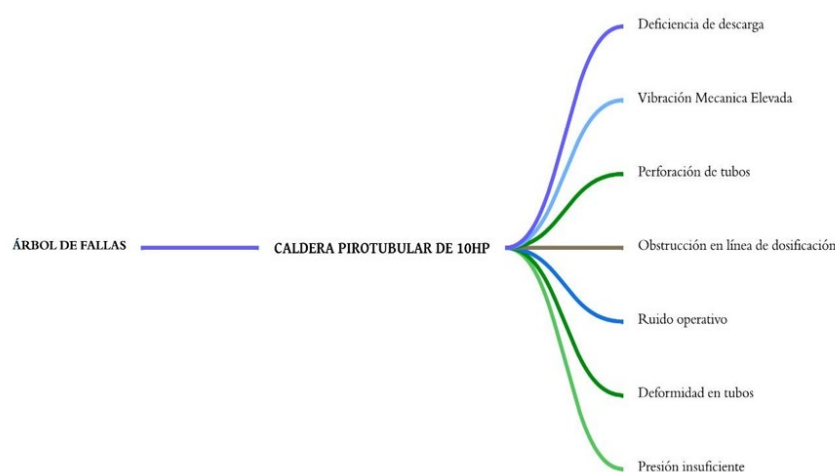 ÁRBOL DE FALLAS
CALDERA PIROTUBULAR DE 10HP
Deficiencia de descarga
Vibración Mecanica Elevada
Perforación de tubos
Obstrucción en línea de dosificación
Ruido operativo
Deformidad en tubos
Presión insuficiente